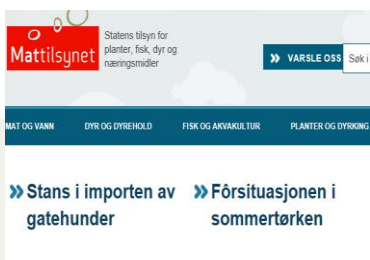 Mattilsynet
Statens tilsyn for
planter, fisk, dyr og
næringsmidler
» VARSLE OSS
Søk i
MAT OG VANN DYR OG DYREHOLD FISK OG AKVAKULTUR PLANTER OG DYRKING
» Stans i importen av
gatehunder
» Fôrsituasjonen i
sommertørken